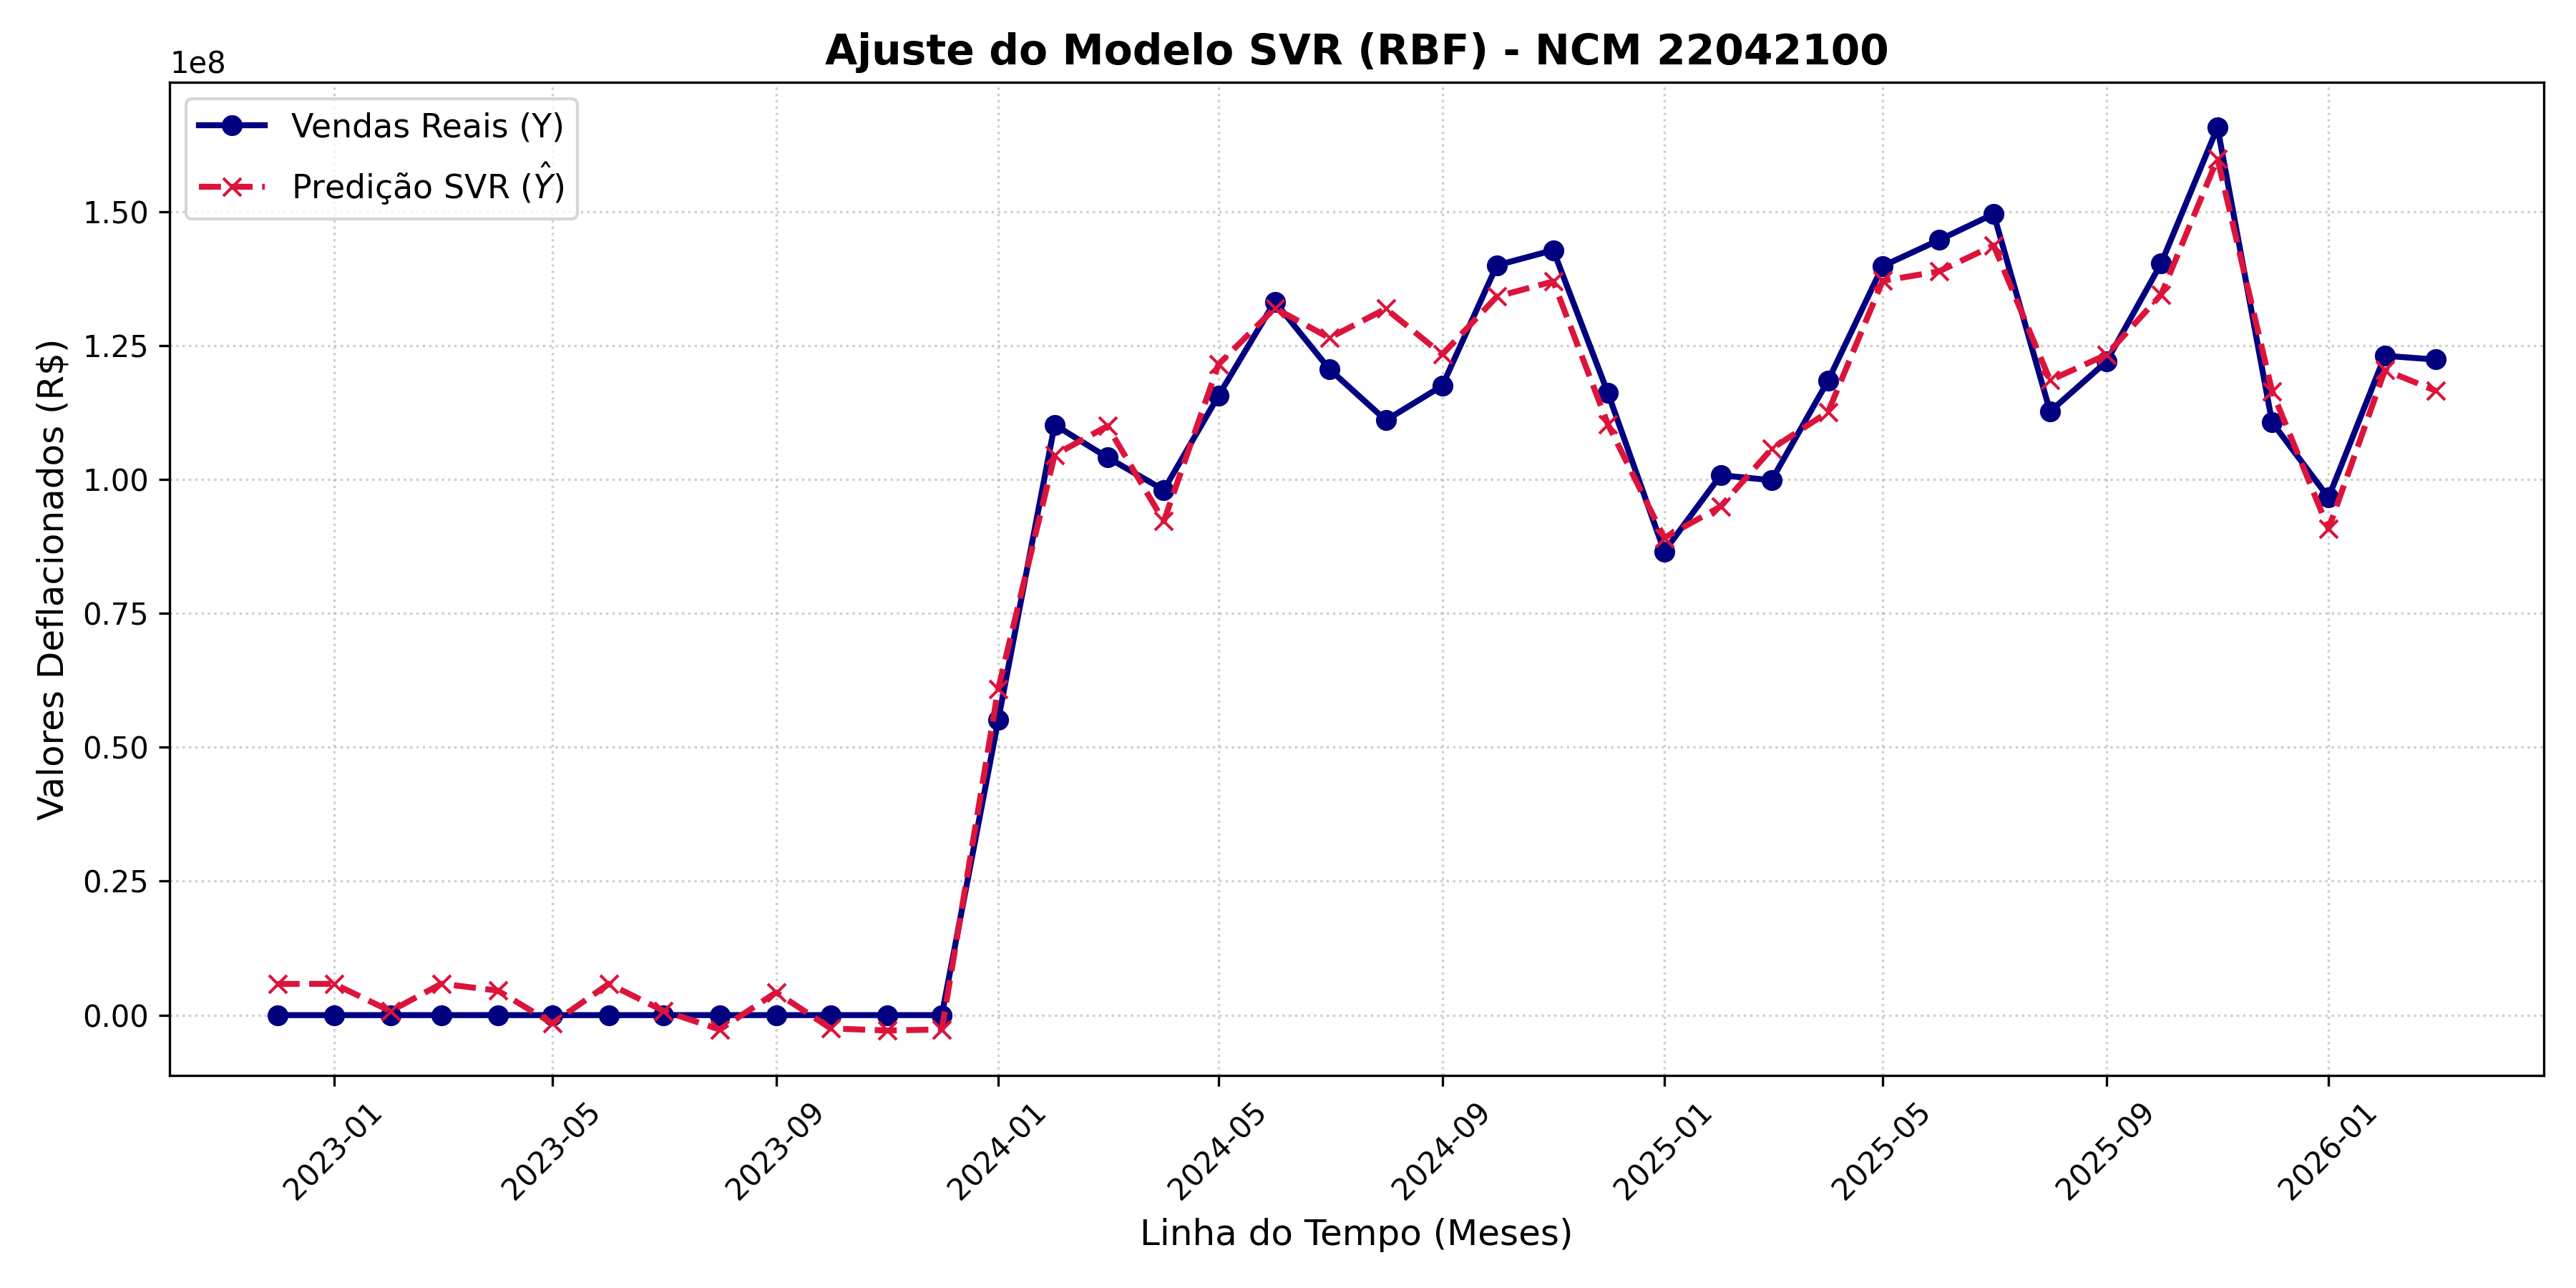 Ajuste do Modelo SVR (RBF) - NCM 22042100
1e8
Vendas Reais (Y)
Predição SVR (Ŷ)
Valores Deflacionados (R$)
1.50
1.25
1.00
0.75
0.50
0.25
0.00
2023-01
2023-05
2023-09
2024-01
2024-05
2024-09
2025-01
2025-05
2025-09
2026-01
Linha do Tempo (Meses)